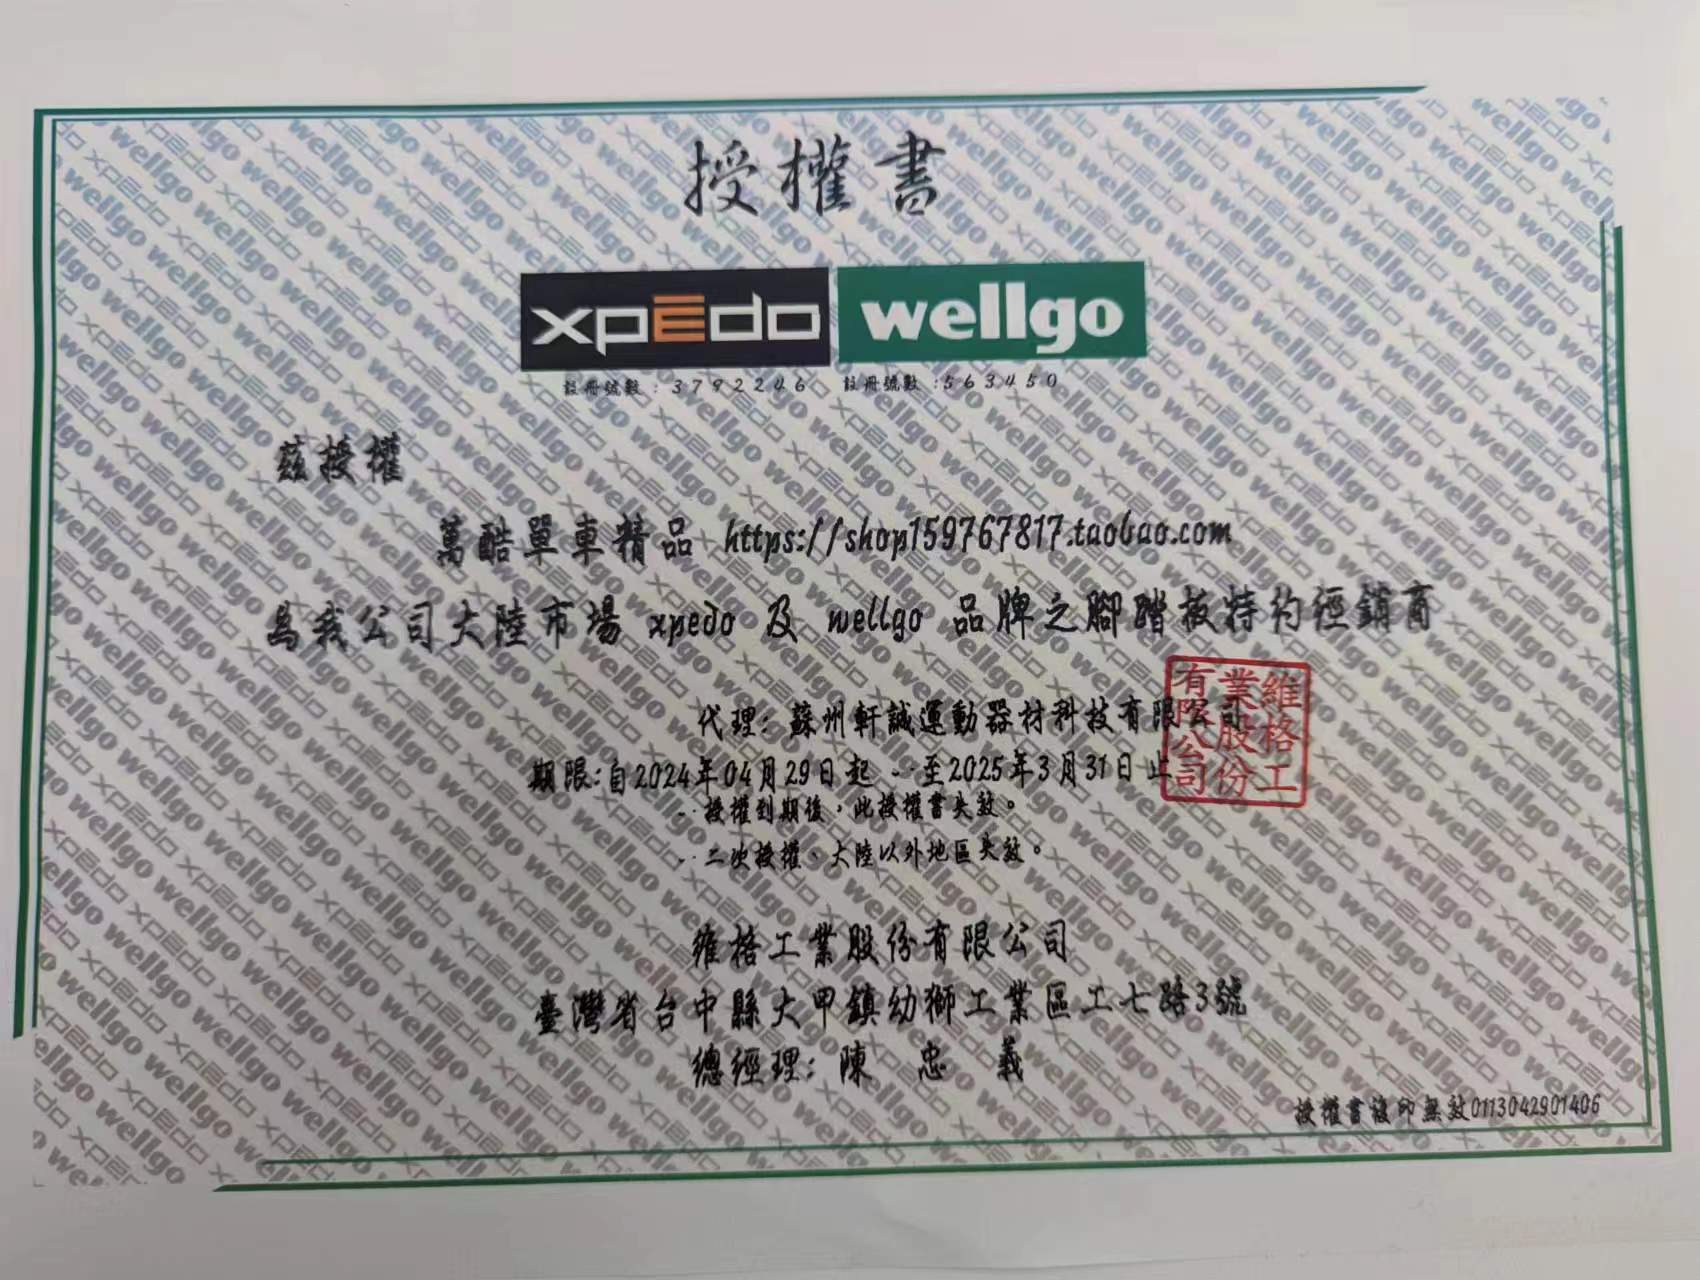 授權書
xpedo wellgo
註冊號數：3792246 註冊號數：563450
茲授權
萬酷單車精品 https://shop159767817.taobao.com
為我公司大陸市場 xpedo 及 wellgo 品牌之腳踏板特約經銷商
代理：蘇州軒誠運動器材科技有限公司
期限：自2024年04月29日起 --至2025年3月31日止
--授權到期後，此授權書失效。
--二次授權、大陸以外地區失效。
維格工業股份有限公司
維格工業股份有限公司
臺灣省台中縣大甲鎮幼獅工業區工七路3號
總經理：陳 忠 義
授權書複印無效0113042901406